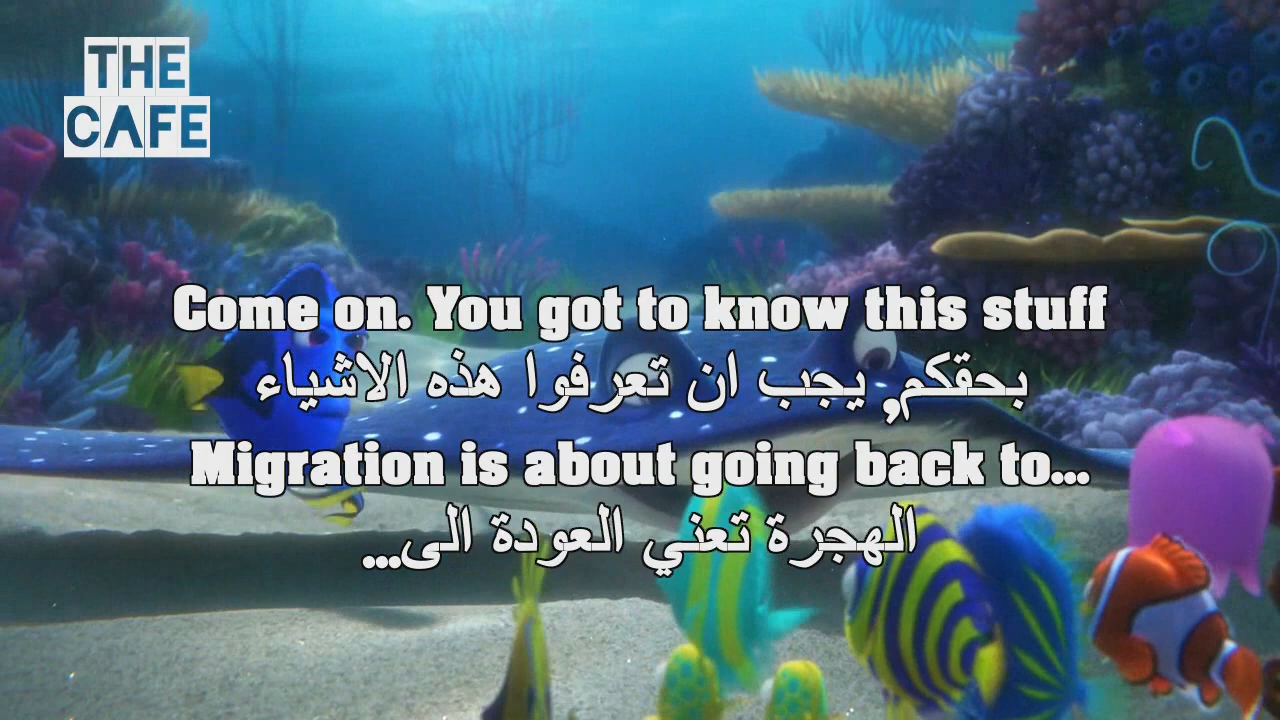 THE
CAFE
Come on. You got to know this stuff
بحقكم, يجب ان تعرفوا هذه الاشياء
Migration is about going back to...
الهجرة تعني العودة الى...